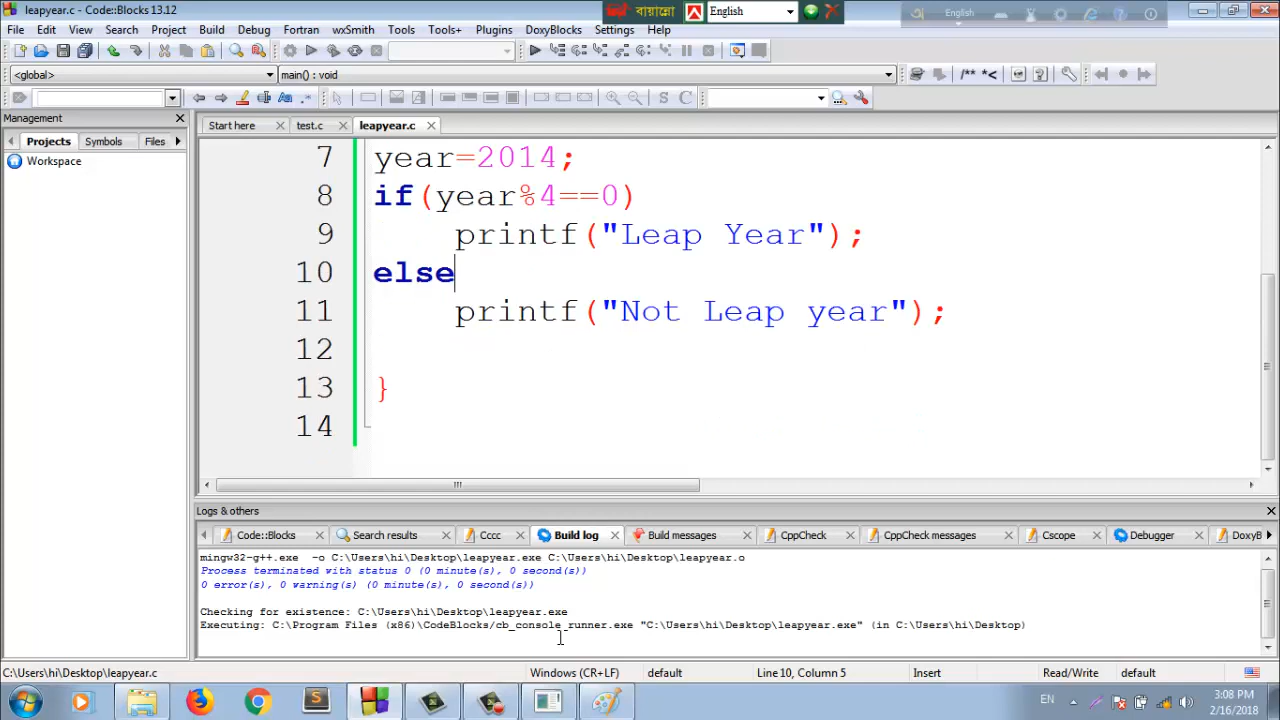 leapyear.c - Code::Blocks 13.12
বায়ান্নো
English
English
File Edit View Search Project Build Debug Fortran wxSmith Tools Tools+ Plugins DoxyBlocks Settings Help
<global>
main() : void
/** *<
S C
Management
Projects Symbols Files
Workspace
Start here test.c leapyear.c
7 year=2014;
8 if(year%4==0)
9 printf("Leap Year");
10 else
11 printf("Not Leap year");
12
13 }
14
Logs & others
Code::Blocks Search results Cccc Build log Build messages CppCheck CppCheck messages Cscope Debugger DoxyB
mingw32-g++.exe -o C:\Users\hi\Desktop\leapyear.exe C:\Users\hi\Desktop\leapyear.o
Process terminated with status 0 (0 minute(s), 0 second(s))
0 error(s), 0 warning(s) (0 minute(s), 0 second(s))
Checking for existence: C:\Users\hi\Desktop\leapyear.exe
Executing: C:\Program Files (x86)\CodeBlocks/cb_console_runner.exe "C:\Users\hi\Desktop\leapyear.exe" (in C:\Users\hi\Desktop)
C:\Users\hi\Desktop\leapyear.c Windows (CR+LF) default Line 10, Column 5 Insert Read/Write default
EN 3:08 PM
2/16/2018